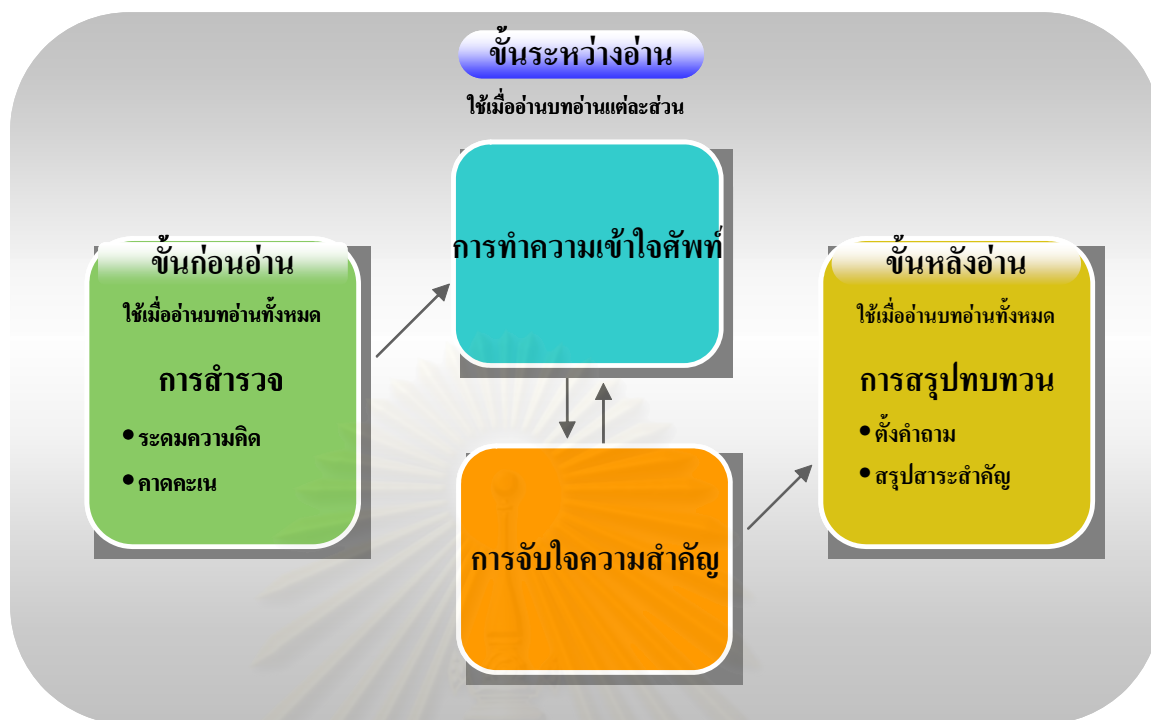 ขั้นระหว่างอ่าน
ใช้เมื่ออ่านบทอ่านแต่ละส่วน
การทำความเข้าใจศัพท์
การจับใจความสำคัญ
ขั้นก่อนอ่าน
ใช้เมื่ออ่านบทอ่านทั้งหมด
การสำรวจ
•ระดมความคิด
•คาดคะเน
ขั้นหลังอ่าน
ใช้เมื่ออ่านบทอ่านทั้งหมด
การสรุปทบทวน
•ตั้งคำถาม
•สรุปสาระสำคัญ